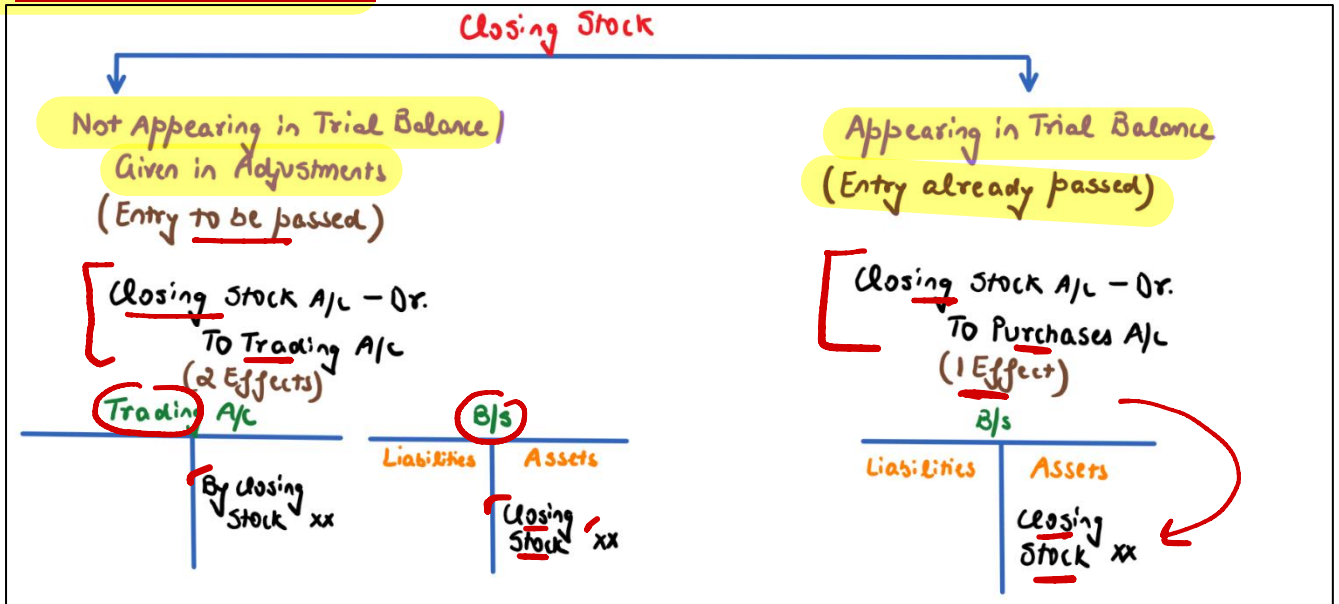 Closing Stock
Not Appearing in Trial Balance/
Given in Adjustments
(Entry to be passed)
Closing Stock A/c - Dr.
To Trading A/c
(2 Effects)
Trading A/c
By Closing
Stock xx
B/s
Liabilities Assets
Closing
Stock xx
Appearing in Trial Balance
(Entry already passed)
Closing Stock A/c - Dr.
To Purchases A/c
(1 Effect)
B/s
Liabilities Assets
Closing
Stock xx